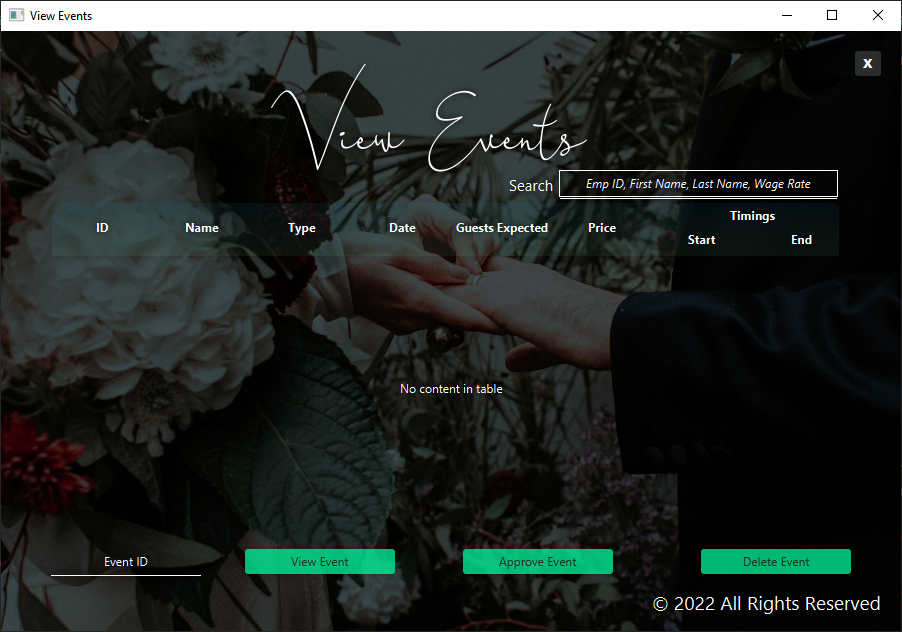 View Events
x
View Events
Search Emp ID, First Name, Last Name, Wage Rate
ID Name Type Date Guests Expected Price Timings
Start End
No content in table
Event ID View Event Approve Event Delete Event
© 2022 All Rights Reserved